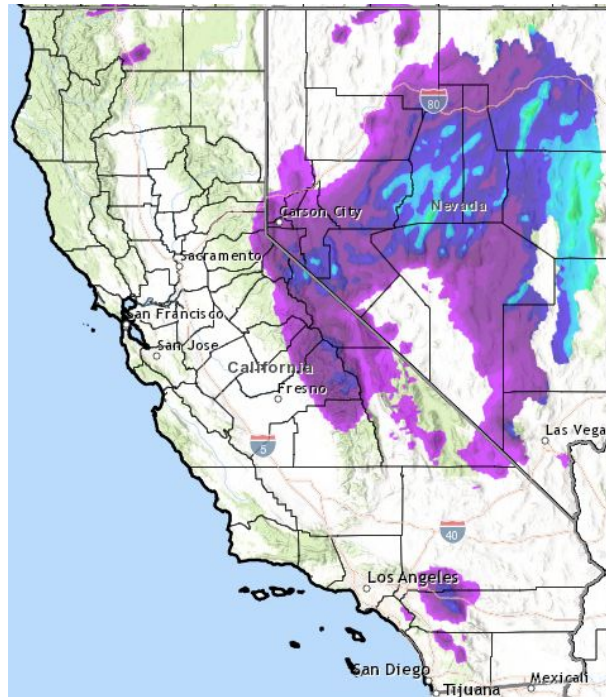 80
Nevada
Carson City
Sacramento
San Francisco
San Jose
California
Fresno
5
Las Vega
40
Los Angeles
San Diego
Tijuana
Mexicali